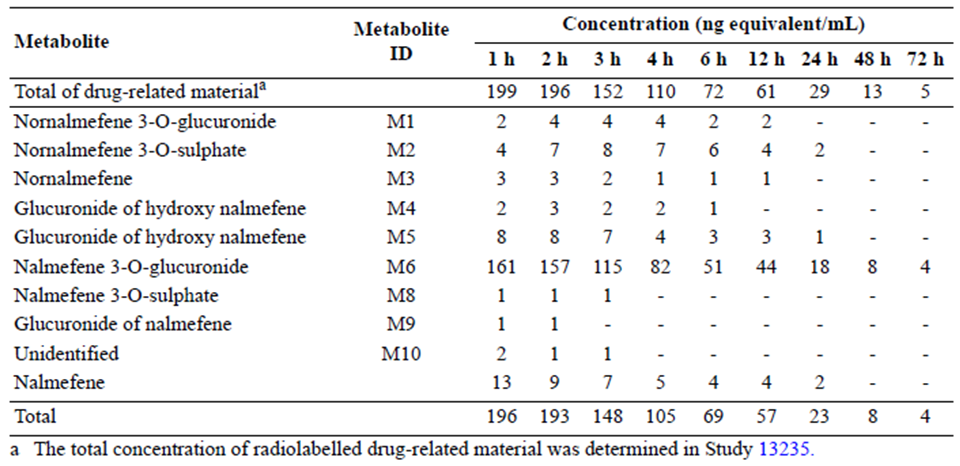 Metabolite Metabolite ID Concentration (ng equivalent/mL)
1 h 2 h 3 h 4 h 6 h 12 h 24 h 48 h 72 h
Total of drug-related materialᵃ 199 196 152 110 72 61 29 13 5
Nornalmefene 3-O-glucuronide M1 2 4 4 4 2 2 - - -
Nornalmefene 3-O-sulphate M2 4 7 8 7 6 4 2 - -
Nornalmefene M3 3 3 2 1 1 1 - - -
Glucuronide of hydroxy nalmefene M4 2 3 2 2 1 - - - -
Glucuronide of hydroxy nalmefene M5 8 8 7 4 3 3 1 - -
Nalmefene 3-O-glucuronide M6 161 157 115 82 51 44 18 8 4
Nalmefene 3-O-sulphate M8 1 1 1 - - - - - -
Glucuronide of nalmefene M9 1 1 - - - - - - -
Unidentified M10 2 1 1 - - - - - -
Nalmefene 13 9 7 5 4 4 2 - -
Total 196 193 148 105 69 57 23 8 4
a The total concentration of radiolabelled drug-related material was determined in Study 13235.